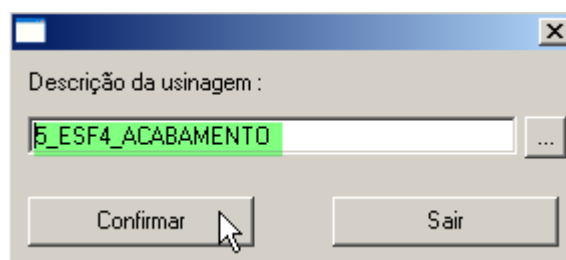 Descrição da usinagem :
5_ESF4_ACABAMENTO
...
Confirmar
Sair